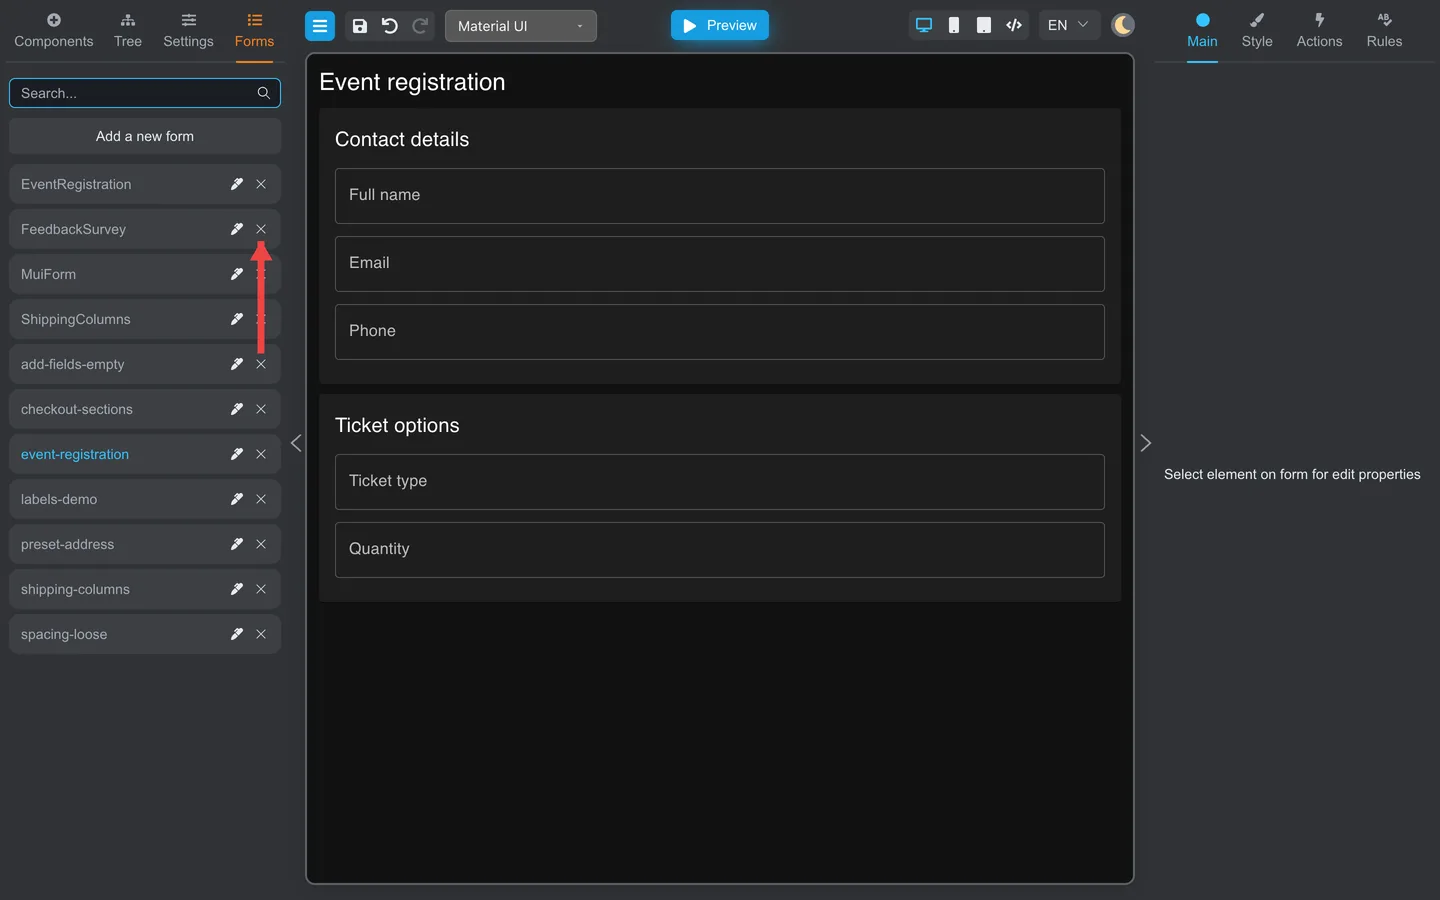 Components Tree Settings Forms
Material UI
Preview
EN
Main Style Actions Rules
Search...
Add a new form
EventRegistration
FeedbackSurvey
MuiForm
ShippingColumns
add-fields-empty
checkout-sections
event-registration
labels-demo
preset-address
shipping-columns
spacing-loose
Event registration
Contact details
Full name
Email
Phone
Ticket options
Ticket type
Quantity
Select element on form for edit properties